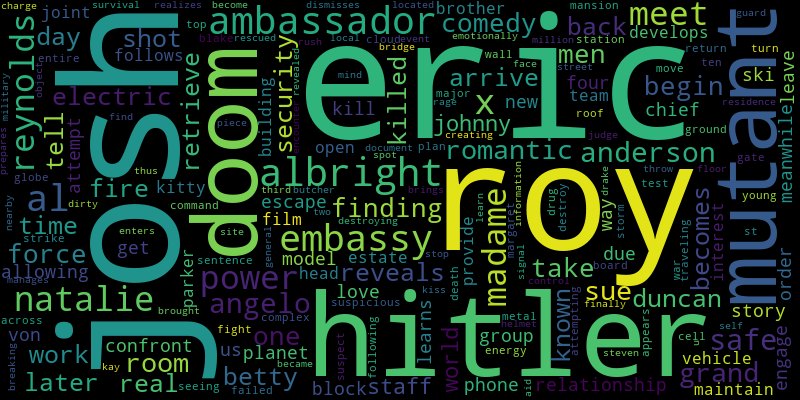 eric
roy
josh
hitler
doom
mutant
ambassador
comedy
meet
albright
embassy
natalie
reynolds
madame
romantic
anderson
johnny
security
retrieve
electric
building
killed
kill
men
back
develops
arrive
begin
x
new
four
team
chief
ski
leave
meanwhile
major
joint
brother
day
shot
follows
tell
attempt
al
fire
kitty
time
force
get
allowing
escape
film
finding
open
power
model
estate
reveals
angelo
head
due
take
sue
duncan
safe
story
vehicle
grand
maintain
engage
order
becomes
interest
way
known
provide
group
phone
relationship
world
learns
love
suspicious
one
us
planet
betty
block
staff
von
work
confront
room
later
real
parker
seeing
across
breaking
manages
strike
brought
became
failed
fight
complex
suspect
following
general
third
butcher
two
destroying
sentence
command
site
enters
piece
thus
dirty
nearby
globe
find
prepares
military
objects
charge
survival
realizes
become
dismisses
located
residence
mansion
top
blake
rescued
local
cloudevent
revealed
encounter
rush
bridge
mind
rage
creating
document
plan
spot
emotionally
wall
face
million
street
station
roof
judge
move
ground
return
ten
turn
guard
gate
young
floor
throw
test
st
board
travelling
war
storm
drug
destroy
drake
information
margaret
learn
signal
stop
brings
death
kiss
energy
metal
helmet
appears
control
attempting
finally
steven
cell
self
aid
kay